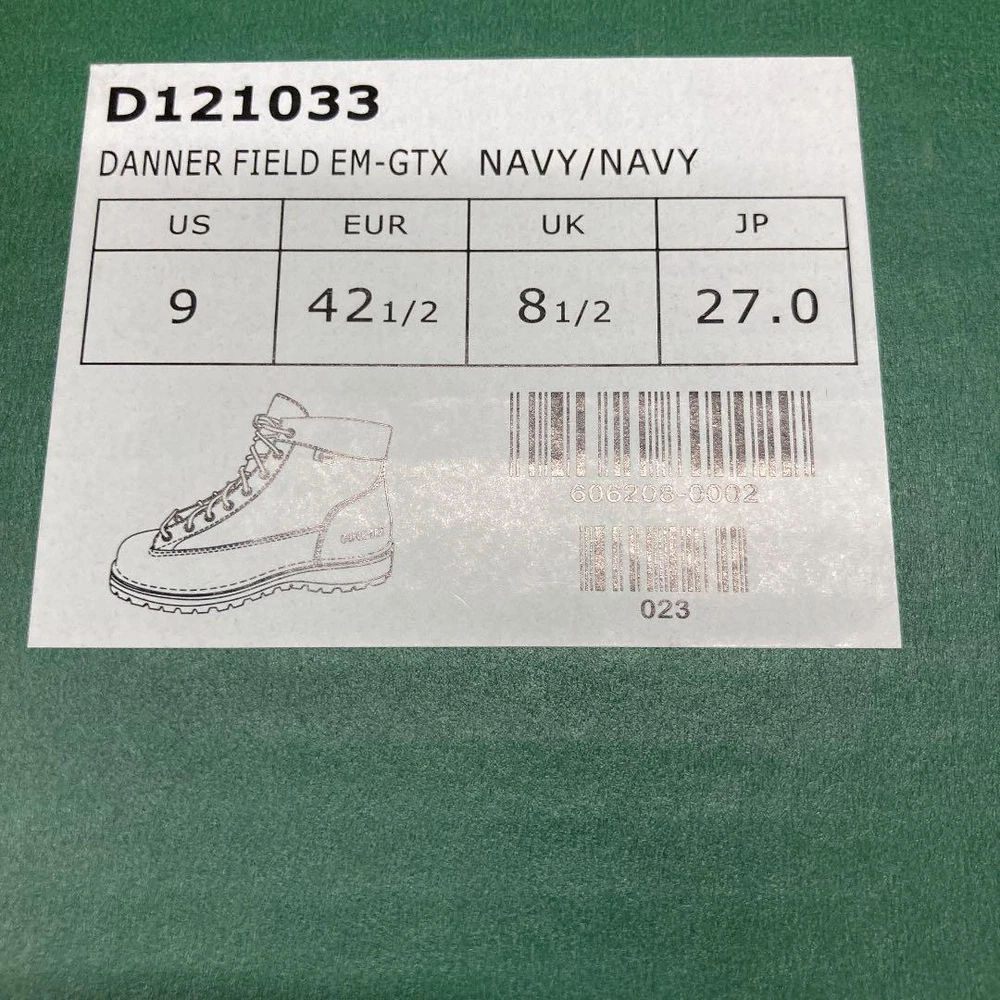 D121033
DANNER FIELD EM-GTX NAVY/NAVY
US EUR UK JP
9 42 1/2 8 1/2 27.0
606208-0002
023